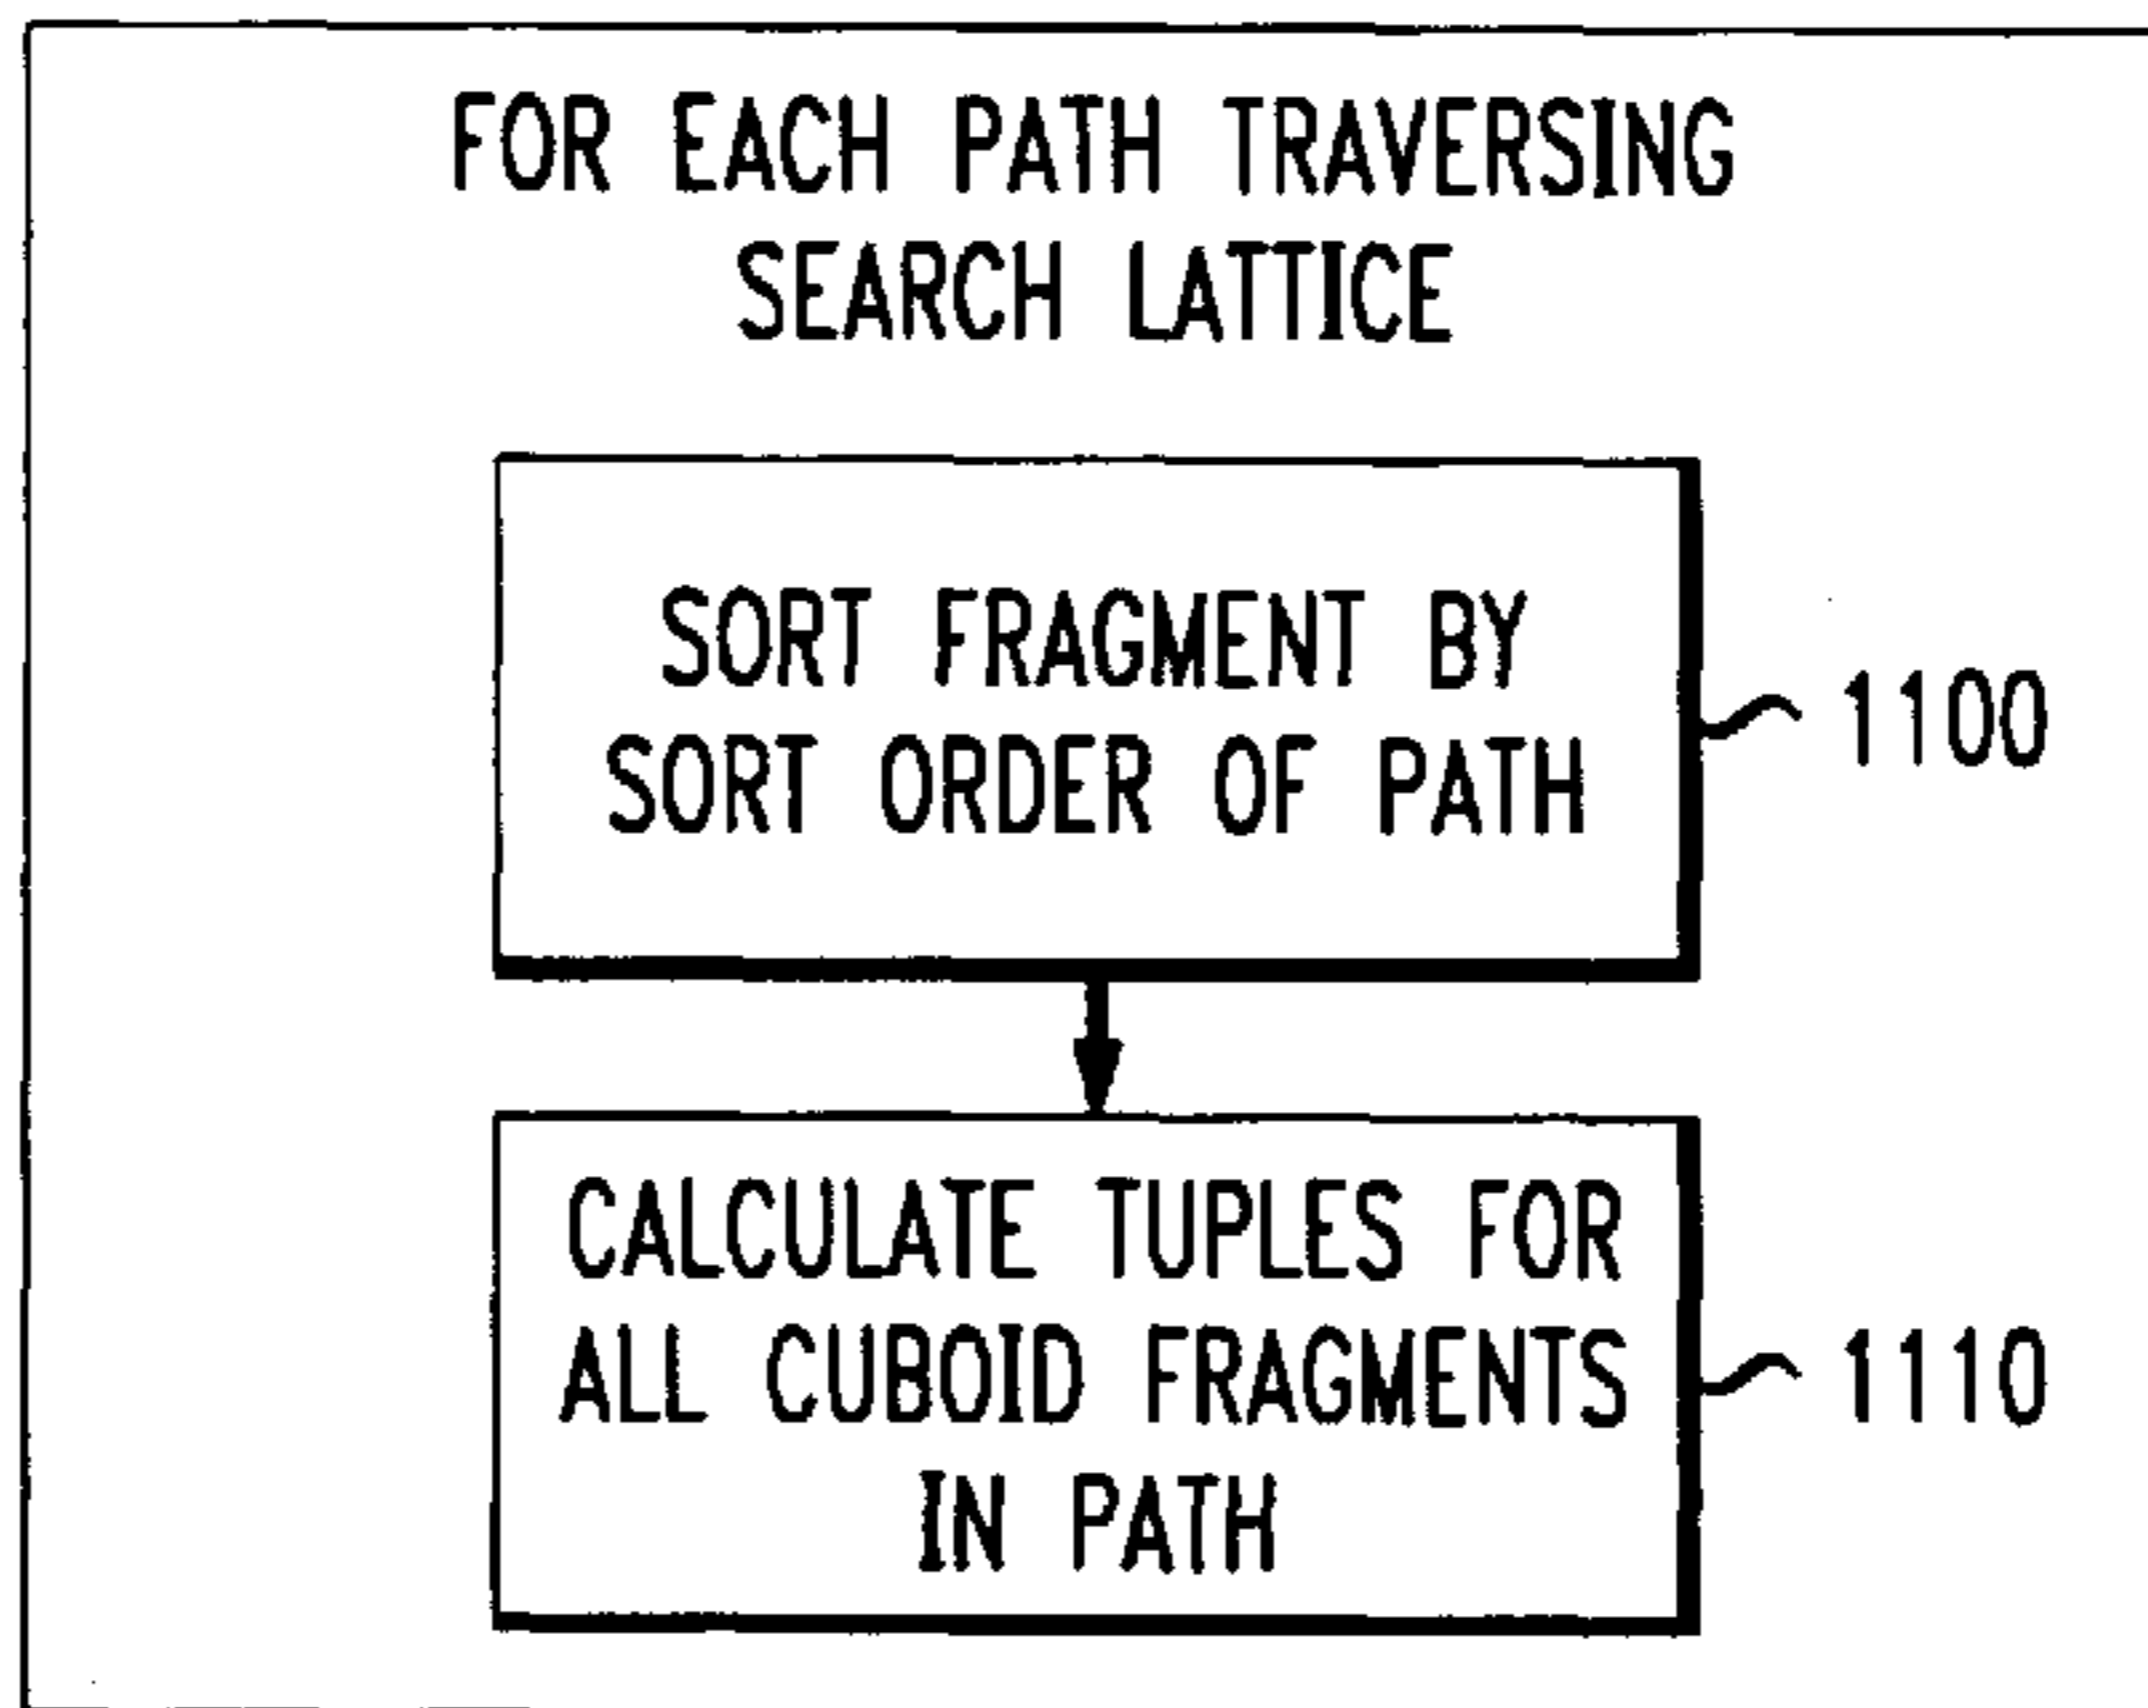 FOR EACH PATH TRAVERSING
SEARCH LATTICE
SORT FRAGMENT BY
SORT ORDER OF PATH
1100
CALCULATE TUPLES FOR
ALL CUBOID FRAGMENTS
IN PATH
1110